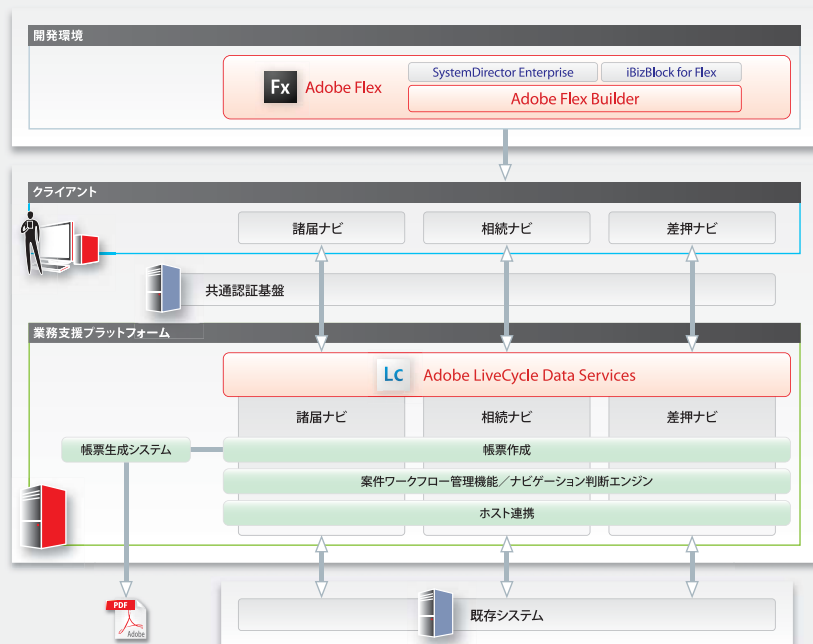 開発環境
Fx Adobe Flex
SystemDirector Enterprise
iBizBlock for Flex
Adobe Flex Builder
クライアント
諸届ナビ
相続ナビ
差押ナビ
共通認証基盤
業務支援プラットフォーム
Lc Adobe LiveCycle Data Services
諸届ナビ
相続ナビ
差押ナビ
帳票生成システム
帳票作成
案件ワークフロー管理機能／ナビゲーション判断エンジン
ホスト連携
PDF
Adobe
既存システム